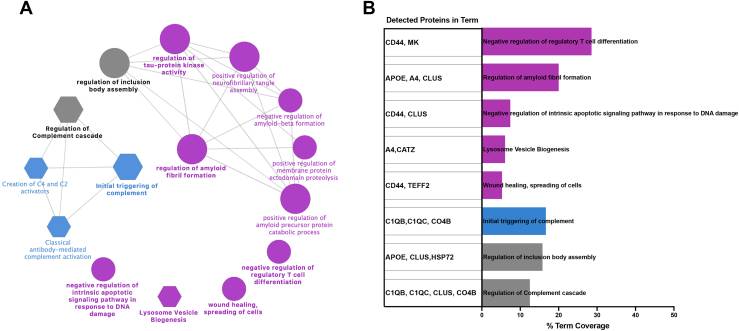 A
regulation of
tau-protein kinase
activity
regulation of inclusion
body assembly
positive regulation of
neurofibrillary tangle
assembly
negative regulation of
amyloid-beta formation
Regulation of
Complement cascade
regulation of amyloid
fibril formation
positive regulation of
membrane protein
ectodomain proteolysis
Creation of C4 and C2
activators
Initial triggering of
complement
positive regulation of
amyloid precursor protein
catabolic process
Classical
antibody-mediated
complement activation
negative regulation of
regulatory T cell
differentiation
negative regulation of
intrinsic apoptotic
signaling pathway in
response to DNA
damage
Lysosome Vesicle
Biogenesis
wound healing,
spreading of cells
B
Detected Proteins in Term
CD44, MK
Negative regulation of regulatory T cell differentiation
APOE, A4, CLUS
Regulation of amyloid fibril formation
CD44, CLUS
Negative regulation of intrinsic apoptotic signaling pathway in response to DNA damage
A4,CATZ
Lysosome Vesicle Biogenesis
CD44, TEFF2
Wound healing, spreading of cells
C1QB,C1QC, CO4B
Initial triggering of complement
APOE, CLUS,HSP72
Regulation of inclusion body assembly
C1QB, C1QC, CLUS, CO4B
Regulation of Complement cascade
0 10 20 30 40 50
% Term Coverage